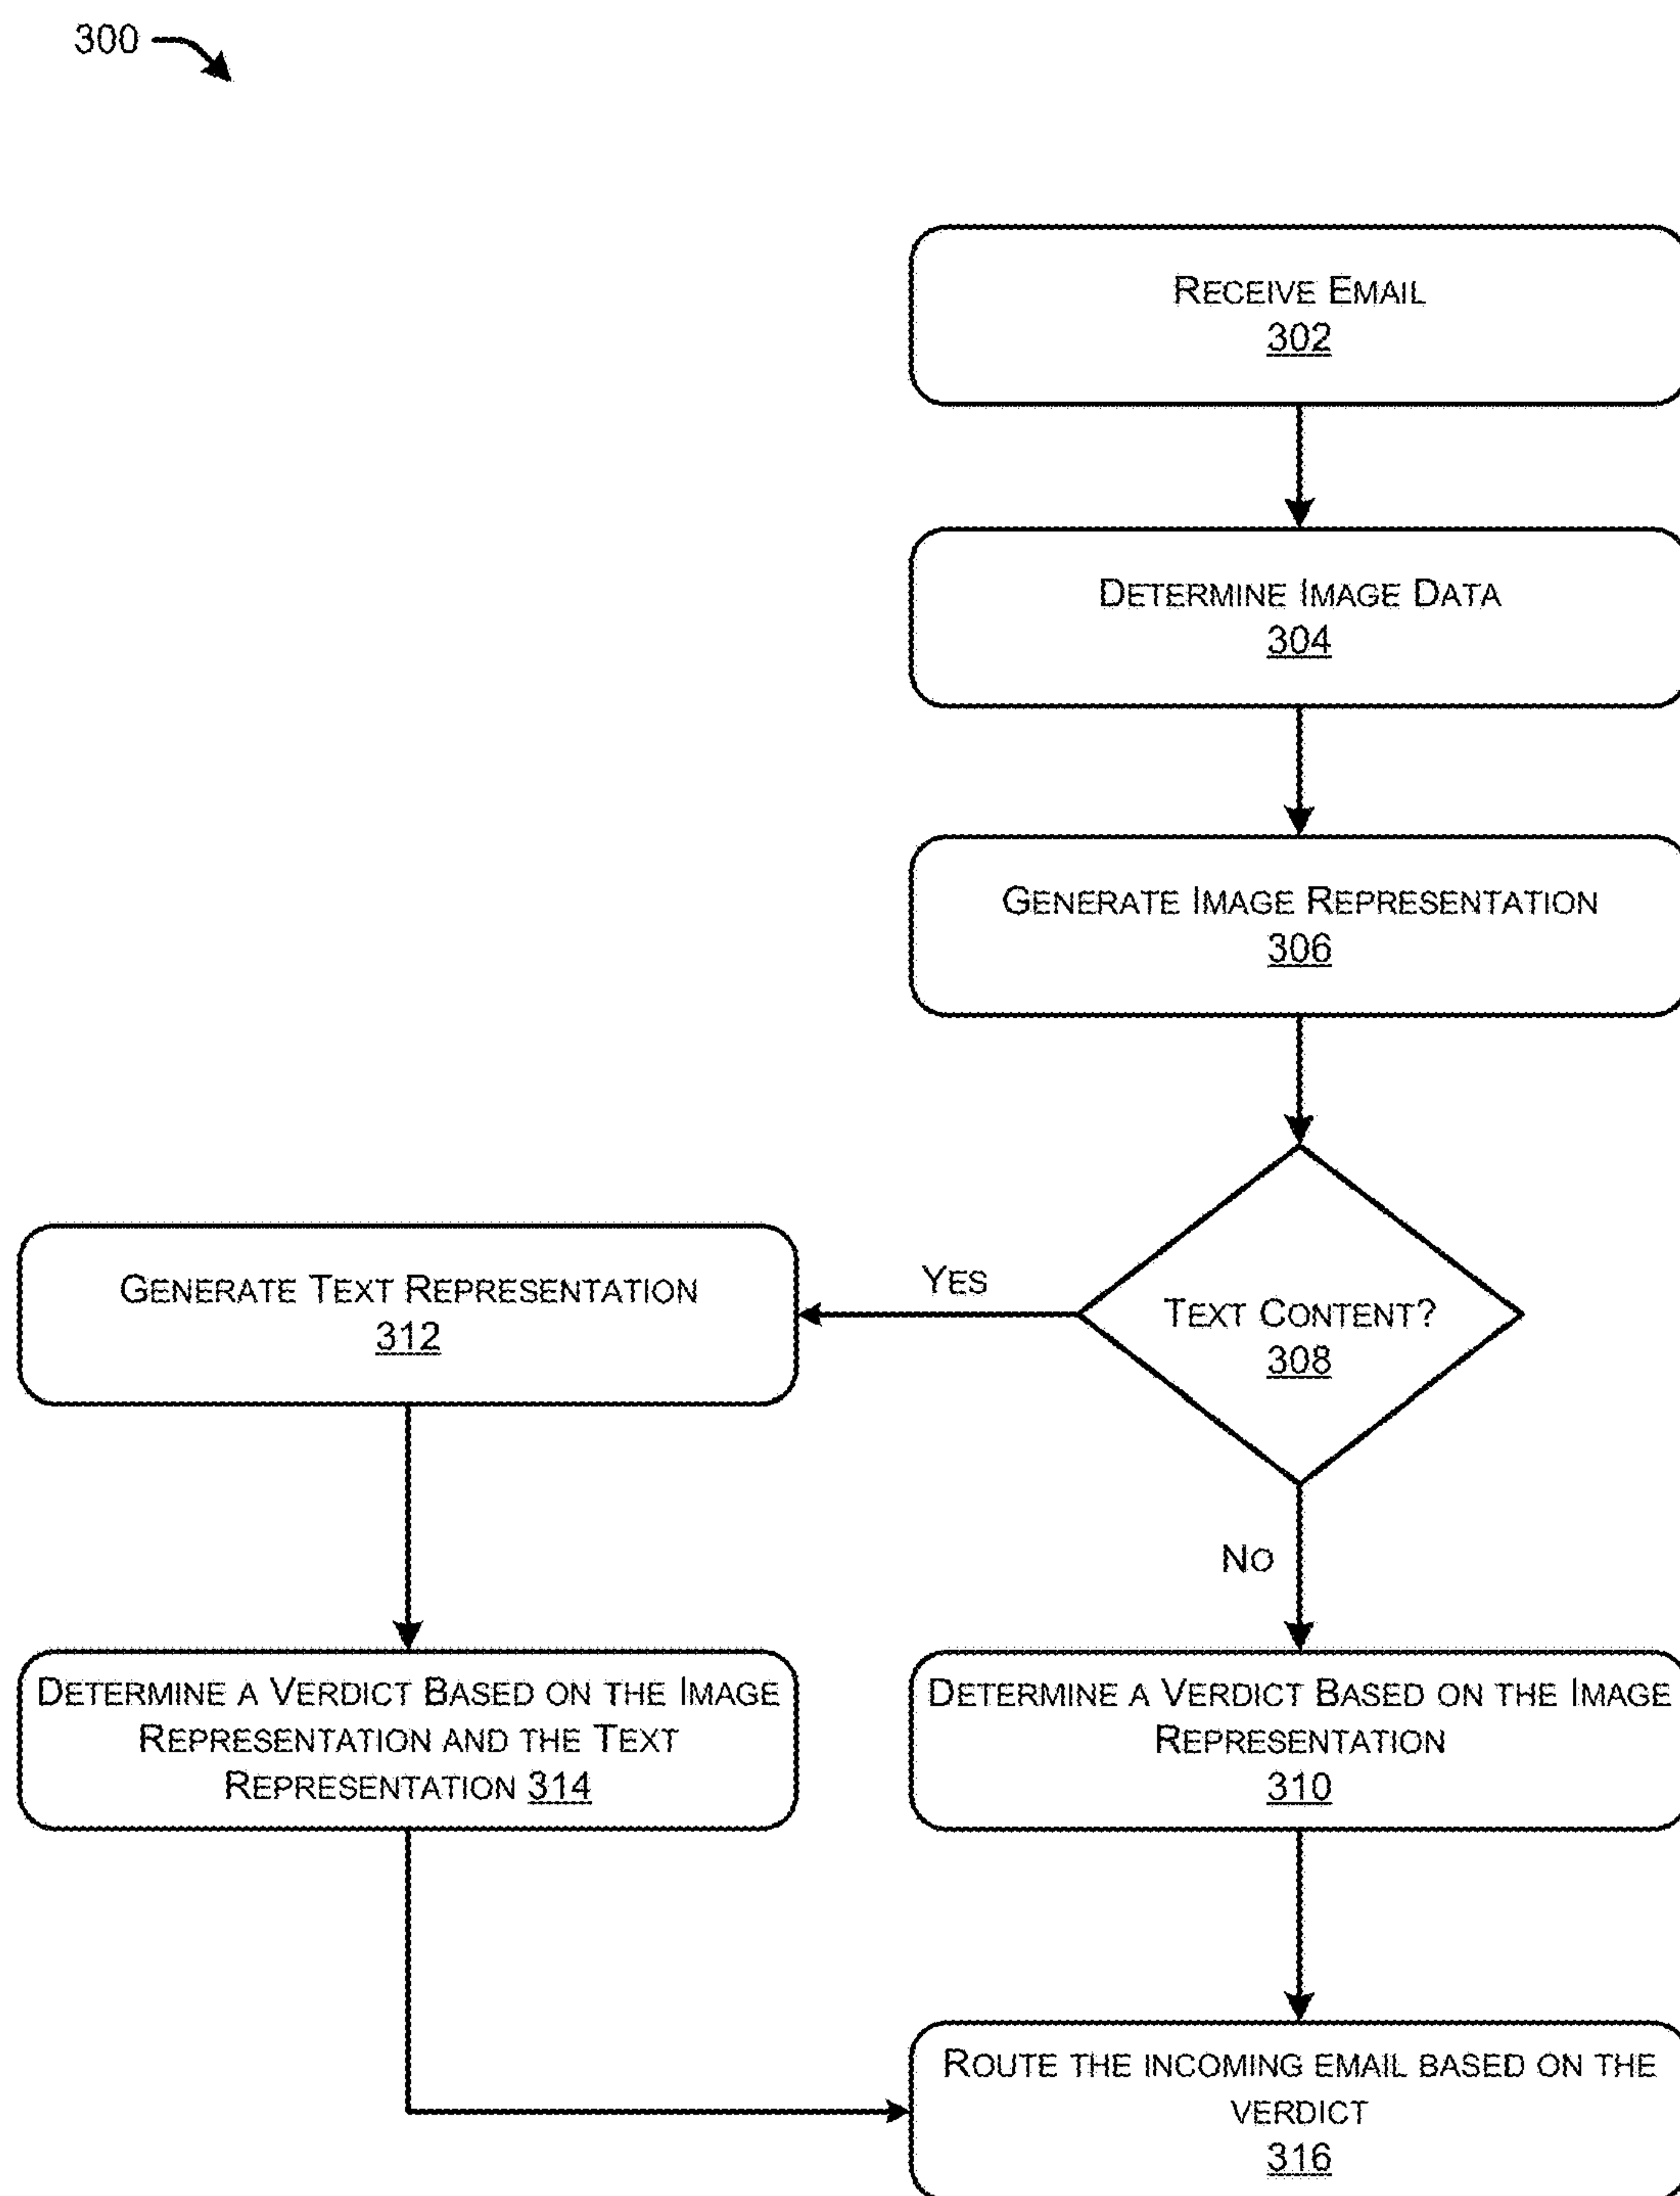 300
RECEIVE EMAIL
302
DETERMINE IMAGE DATA
304
GENERATE IMAGE REPRESENTATION
306
TEXT CONTENT?
308
YES
GENERATE TEXT REPRESENTATION
312
NO
DETERMINE A VERDICT BASED ON THE IMAGE
REPRESENTATION AND THE TEXT
REPRESENTATION 314
DETERMINE A VERDICT BASED ON THE IMAGE
REPRESENTATION
310
ROUTE THE INCOMING EMAIL BASED ON THE
VERDICT
316